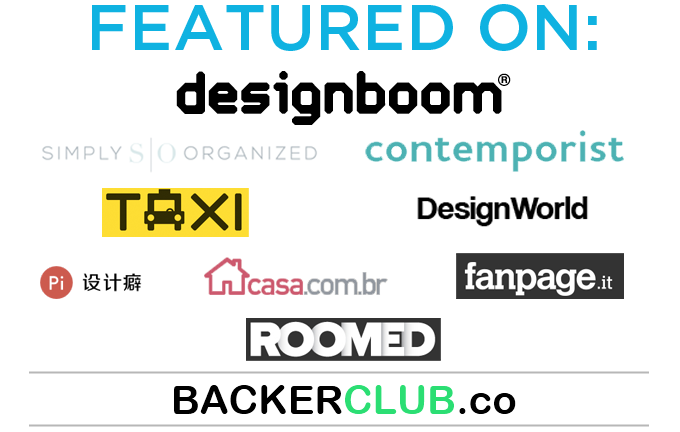 FEATURED ON:
designboom®
SIMPLY S|O ORGANIZED
contemporist
TAXI
DesignWorld
Pi 设计癖
casa.com.br
fanpage.it
ROOMED
BACKERCLUB.co